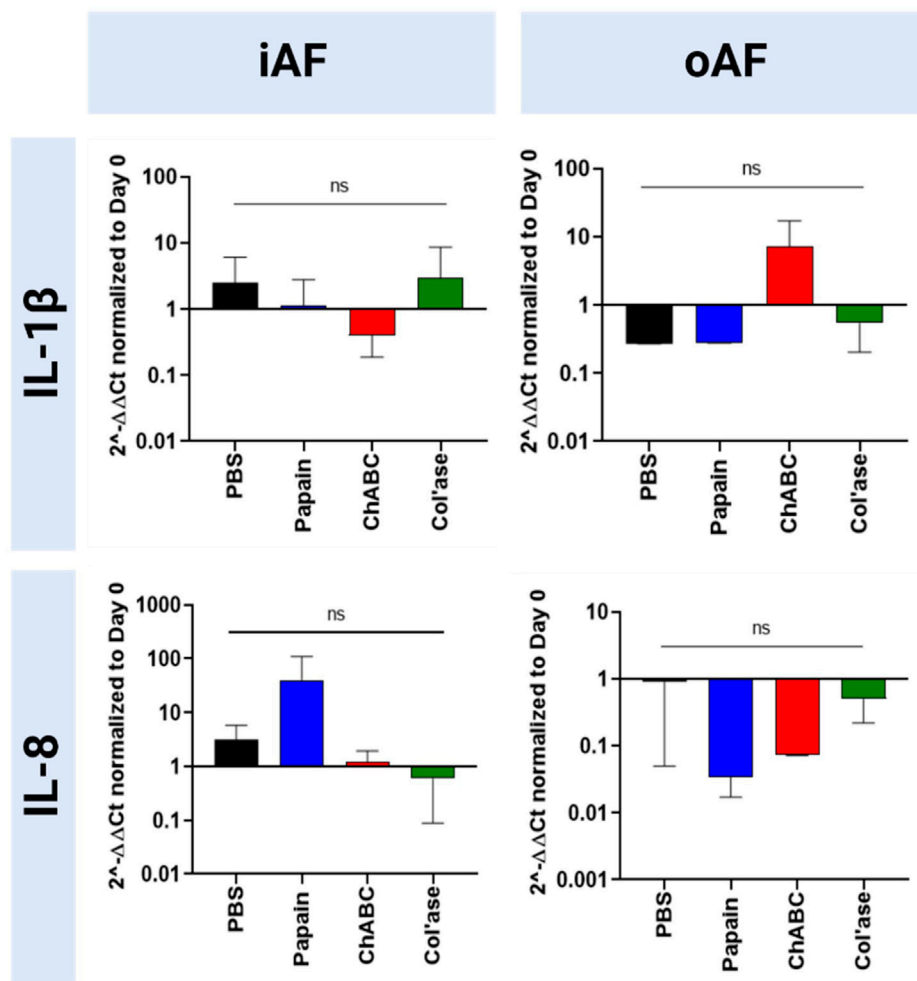 iAF
oAF
IL-1β
2^-ΔΔCt normalized to Day 0
100
10
1
0.1
0.01
ns
PBS
Papain
ChABC
Col'ase
2^ΔΔCt normalized to Day 0
100
10
1
0.1
0.01
ns
PBS
Papain
ChABC
Col'ase
IL-8
2^-ΔΔCt normalized to Day 0
1000
100
10
1
0.1
0.01
ns
PBS
Papain
ChABC
Col'ase
2^-ΔΔCt normalized to Day 0
10
1
0.1
0.01
0.001
ns
PBS
Papain
ChABC
Col'ase